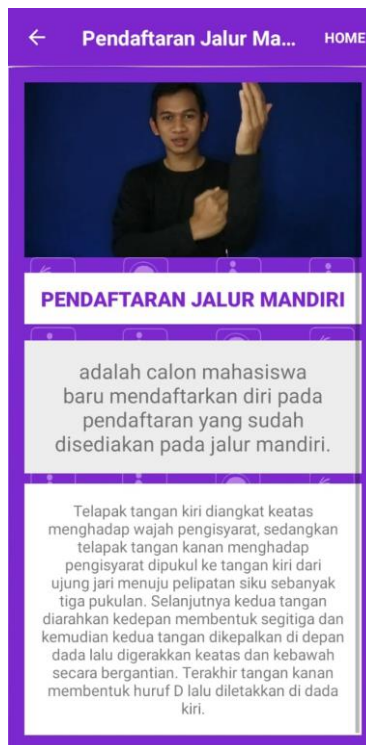 Pendaftaran Jalur Ma... HOME
PENDAFTARAN JALUR MANDIRI
adalah calon mahasiswa
baru mendaftarkan diri pada
pendaftaran yang sudah
disediakan pada jalur mandiri.
Telapak tangan kiri diangkat keatas
menghadap wajah pengisyarat, sedangkan
telapak tangan kanan menghadap
pengisyarat dipukul ke tangan kiri dari
ujung jari menuju pelipatan siku sebanyak
tiga pukulan. Selanjutnya kedua tangan
diarahkan kedepan membentuk segitiga dan
kemudian kedua tangan dikepalkan di depan
dada lalu digerakkan keatas dan kebawah
secara bergantian. Terakhir tangan kanan
membentuk huruf D lalu diletakkan di dada
kiri.